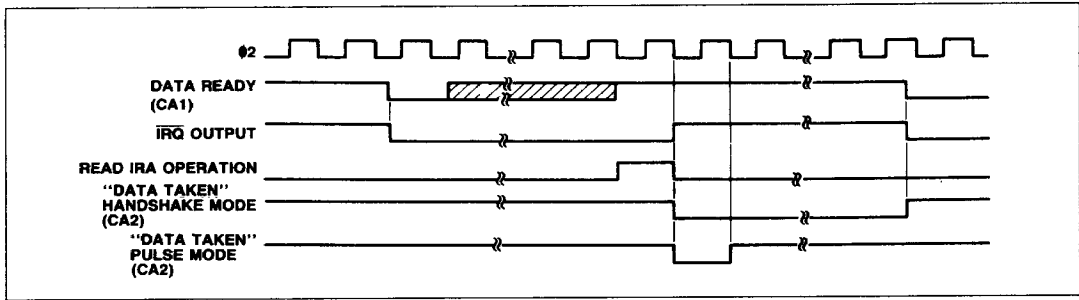 φ2
DATA READY
(CA1)
IRQ OUTPUT
READ IRA OPERATION
"DATA TAKEN"
HANDSHAKE MODE
(CA2)
"DATA TAKEN"
PULSE MODE
(CA2)